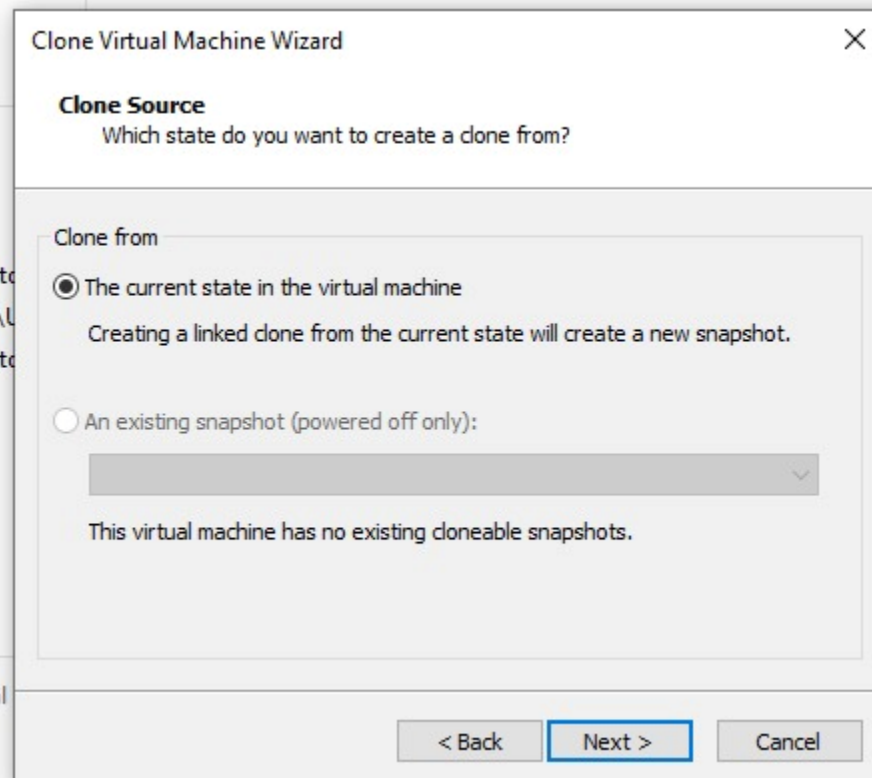 Clone Virtual Machine Wizard
Clone Source
Which state do you want to create a clone from?
Clone from
The current state in the virtual machine
Creating a linked clone from the current state will create a new snapshot.
An existing snapshot (powered off only):
This virtual machine has no existing cloneable snapshots.
< Back
Next >
Cancel